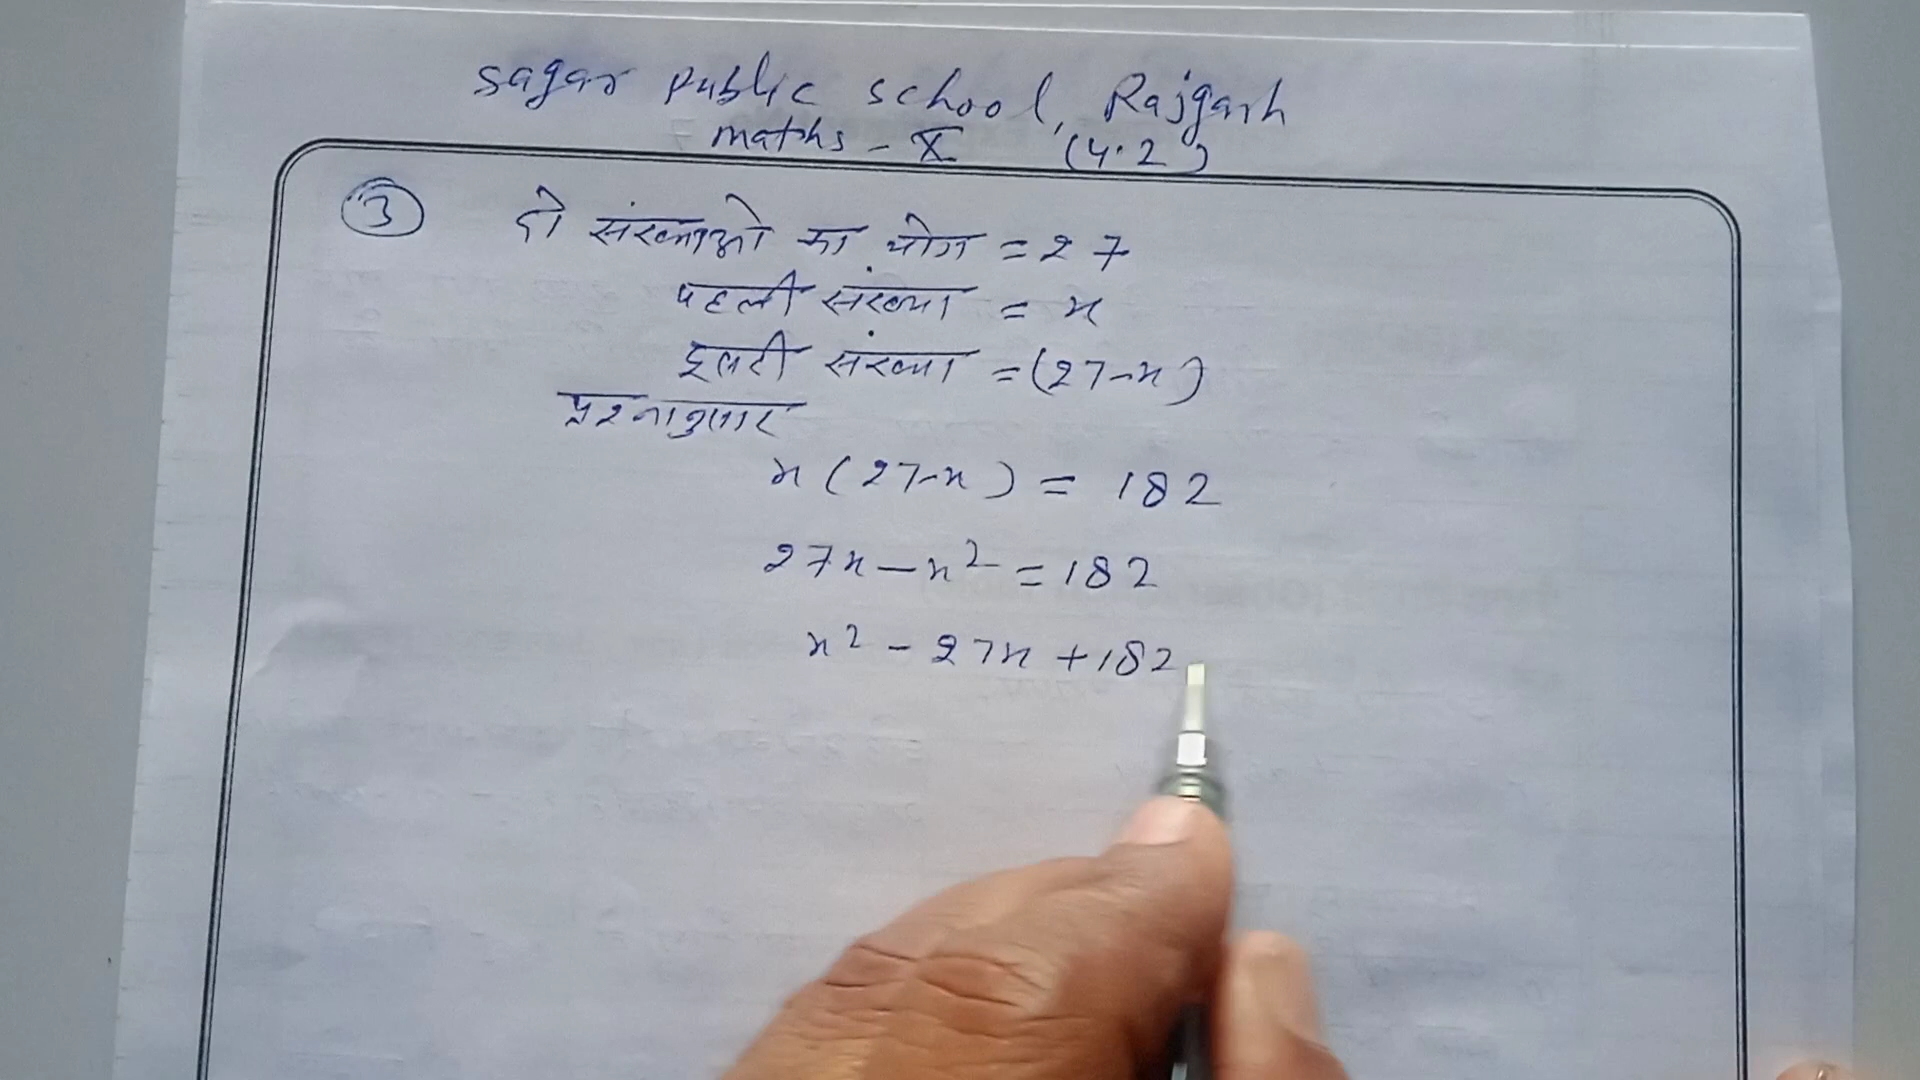 sagar public school, Rajgarh
maths - X (4.2)
3 दो संख्याओ का योग = 27
पहली संख्या = x
दूसरी संख्या = (27-x)
प्रश्नानुसार
x (27-x) = 182
27x - x² = 182
x² - 27x + 182